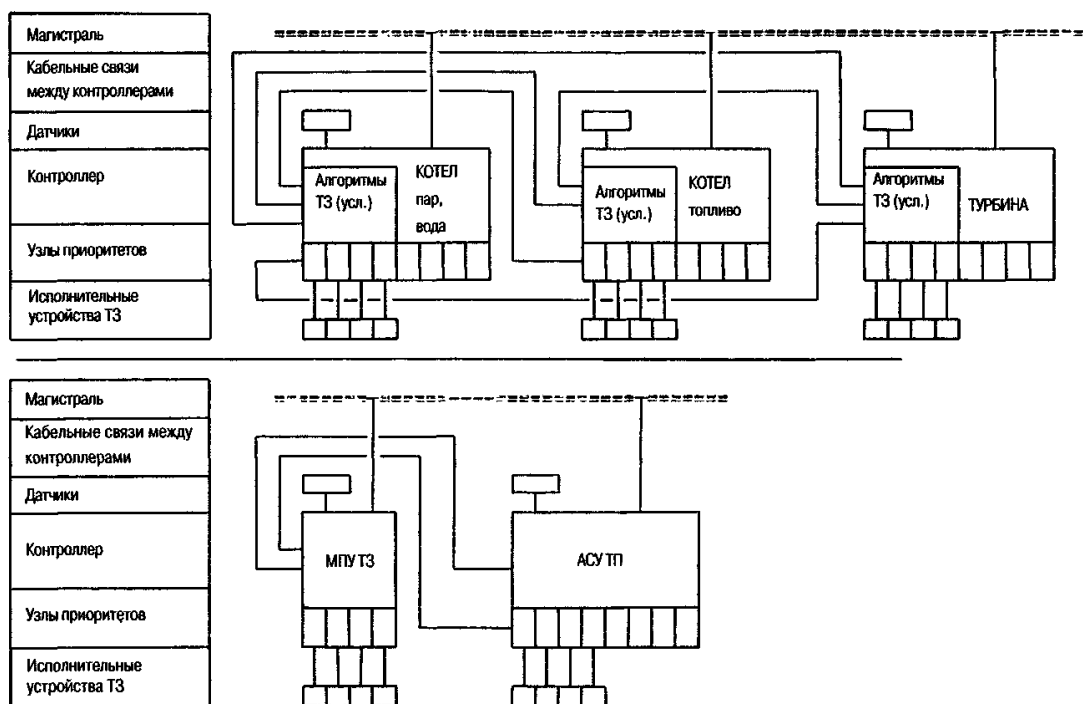 Магистраль
Кабельные связи
между контроллерами
Датчики
Контроллер
Узлы приоритетов
Исполнительные
устройства ТЗ
Алгоритмы
ТЗ (усл.)
КОТЕЛ
пар,
вода
Алгоритмы
ТЗ (усл.)
КОТЕЛ
топливо
Алгоритмы
ТЗ (усл.)
ТУРБИНА
Магистраль
Кабельные связи между
контроллерами
Датчики
Контроллер
Узлы приоритетов
Исполнительные
устройства ТЗ
МПУ ТЗ
АСУ ТП